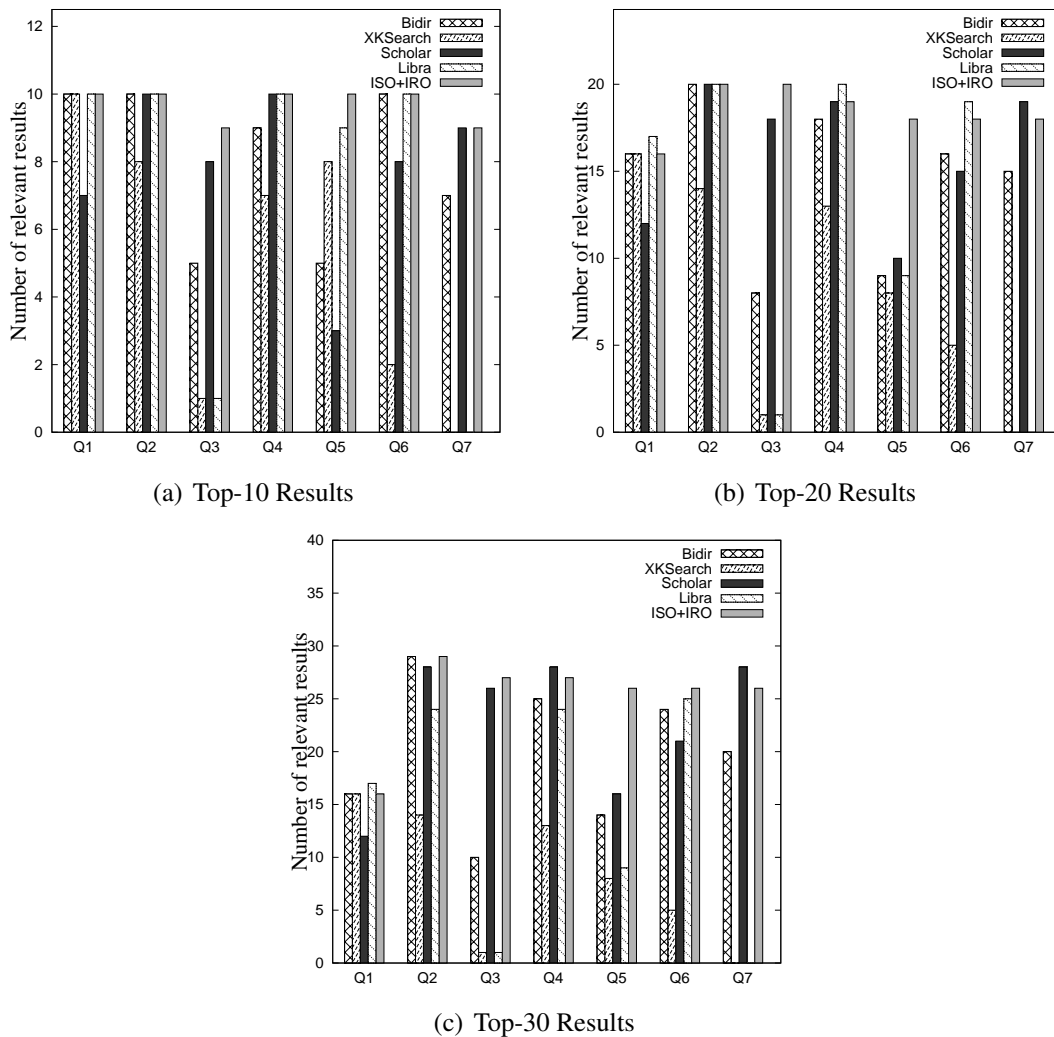 12
10
8
6
4
2
0
Number of relevant results
Bidir
XKSearch
Scholar
Libra
ISO+IRO
Q1 Q2 Q3 Q4 Q5 Q6 Q7
(a) Top-10 Results
20
15
10
5
0
Number of relevant results
Bidir
XKSearch
Scholar
Libra
ISO+IRO
Q1 Q2 Q3 Q4 Q5 Q6 Q7
(b) Top-20 Results
40
35
30
25
20
15
10
5
0
Number of relevant results
Bidir
XKSearch
Scholar
Libra
ISO+IRO
Q1 Q2 Q3 Q4 Q5 Q6 Q7
(c) Top-30 Results